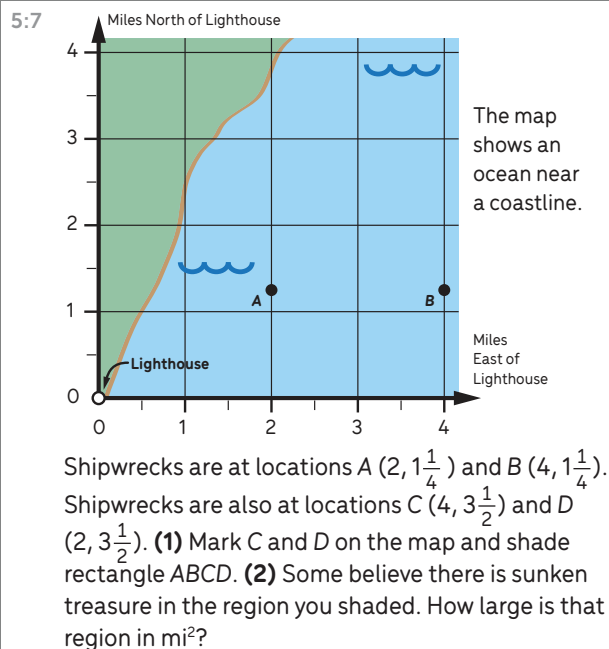 5:7
Miles North of Lighthouse
4
3
2
1
0
A
B
Lighthouse
0 1 2 3 4
Miles
East of
Lighthouse
The map
shows an
ocean near
a coastline.
Shipwrecks are at locations A (2, 1 1/4 ) and B (4, 1 1/4).
Shipwrecks are also at locations C (4, 3 1/2) and D
(2, 3 1/2). (1) Mark C and D on the map and shade
rectangle ABCD. (2) Some believe there is sunken
treasure in the region you shaded. How large is that
region in mi²?